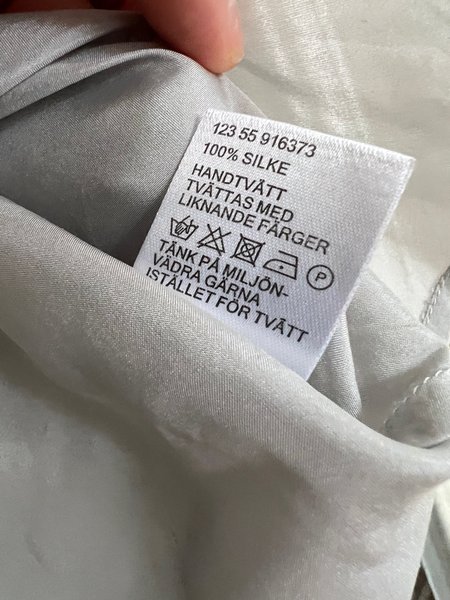 123 55 916373
100% SILKE
HANDTVÄTT
TVÄTTAS MED
LIKNANDE FÄRGER
P
TÄNK PÅ MILJÖN-
VÄDRA GÄRNA
ISTÄLLET FÖR TVÄTT